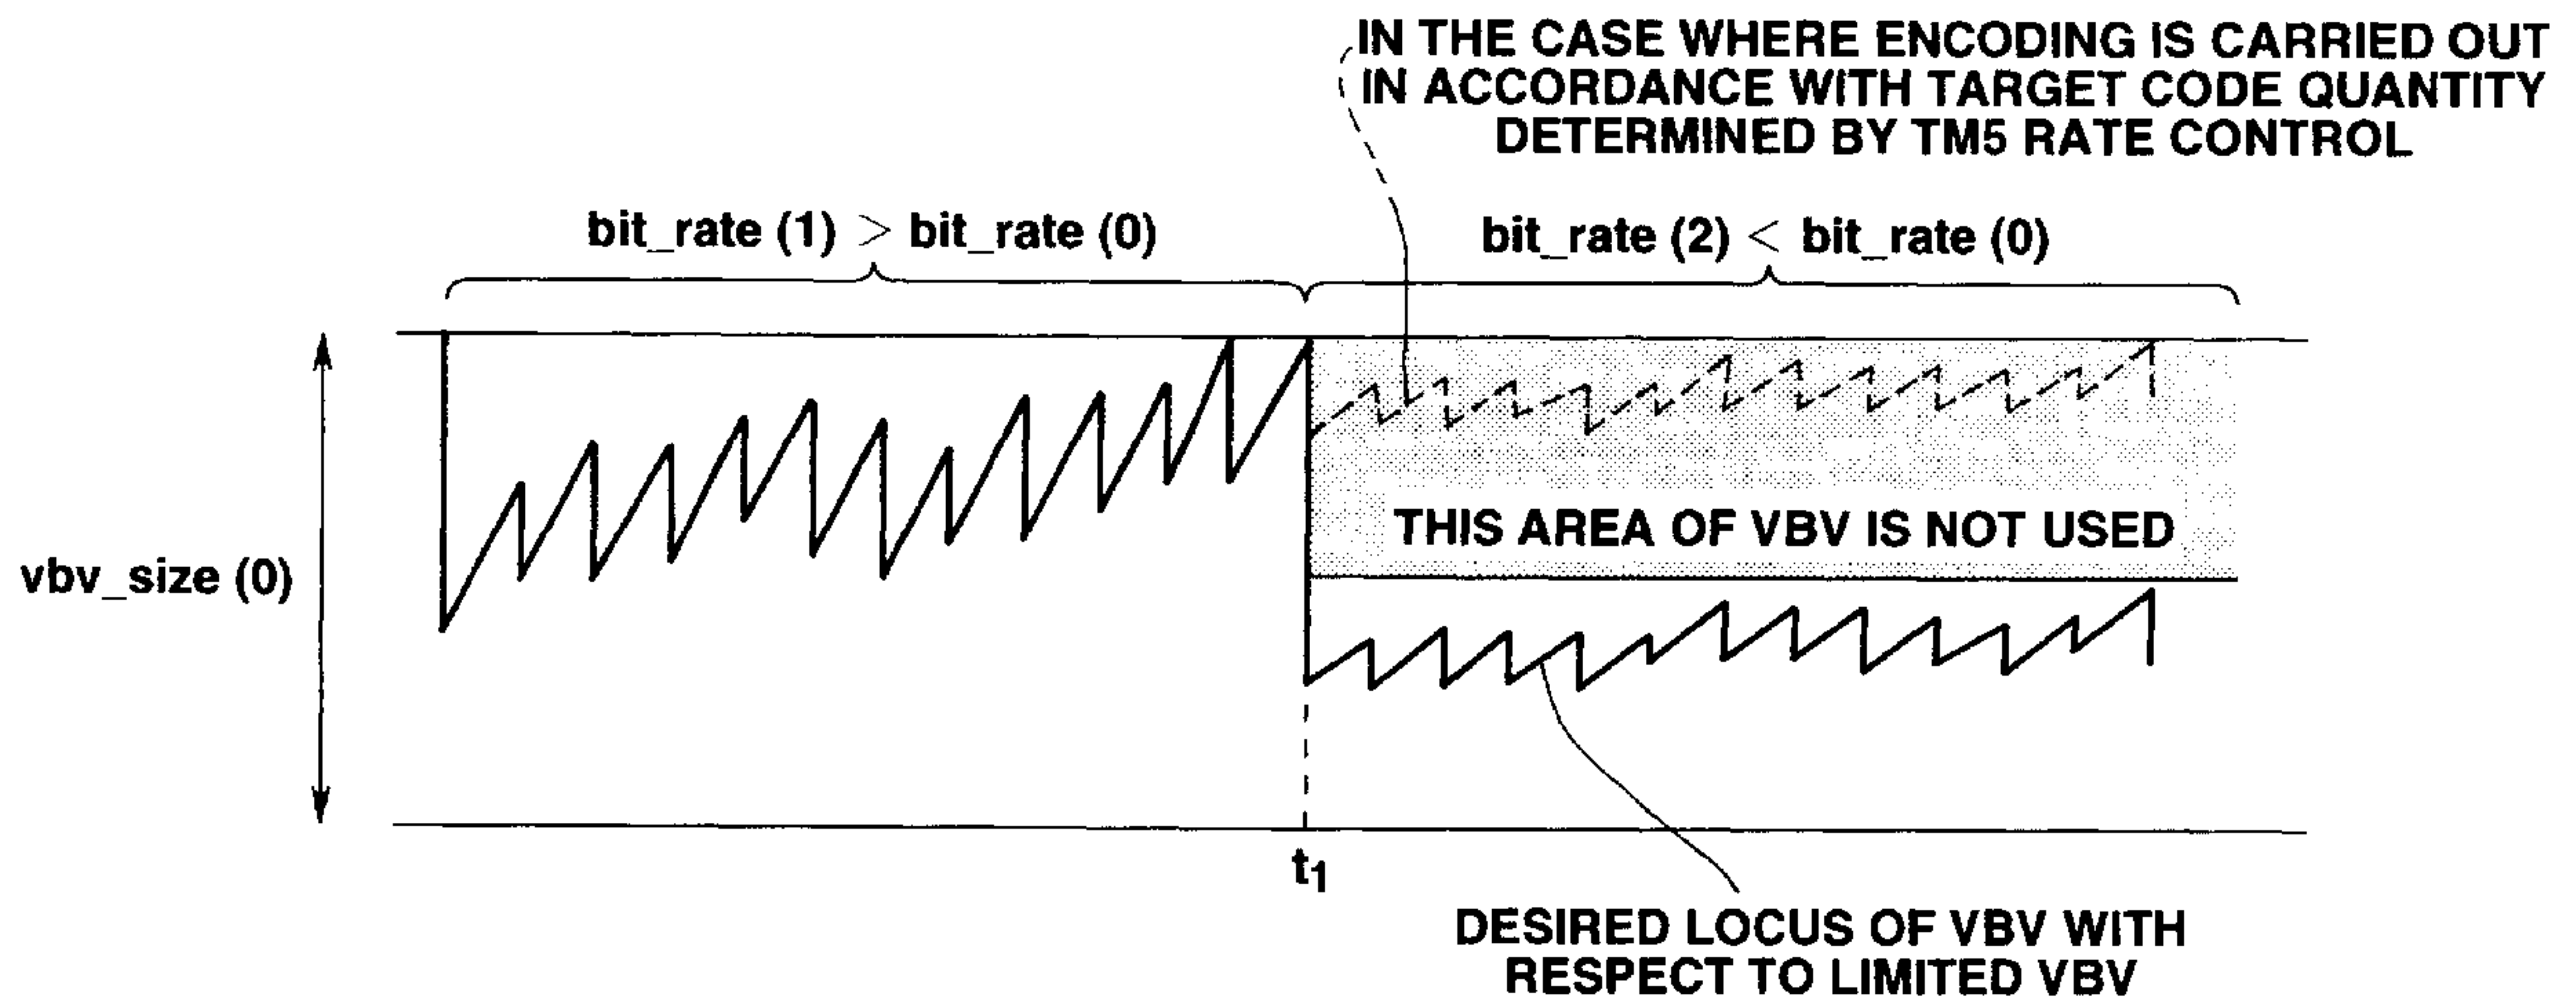 IN THE CASE WHERE ENCODING IS CARRIED OUT
IN ACCORDANCE WITH TARGET CODE QUANTITY
DETERMINED BY TM5 RATE CONTROL
bit_rate (1) > bit_rate (0)
bit_rate (2) < bit_rate (0)
THIS AREA OF VBV IS NOT USED
vbv_size (0)
t1
DESIRED LOCUS OF VBV WITH
RESPECT TO LIMITED VBV